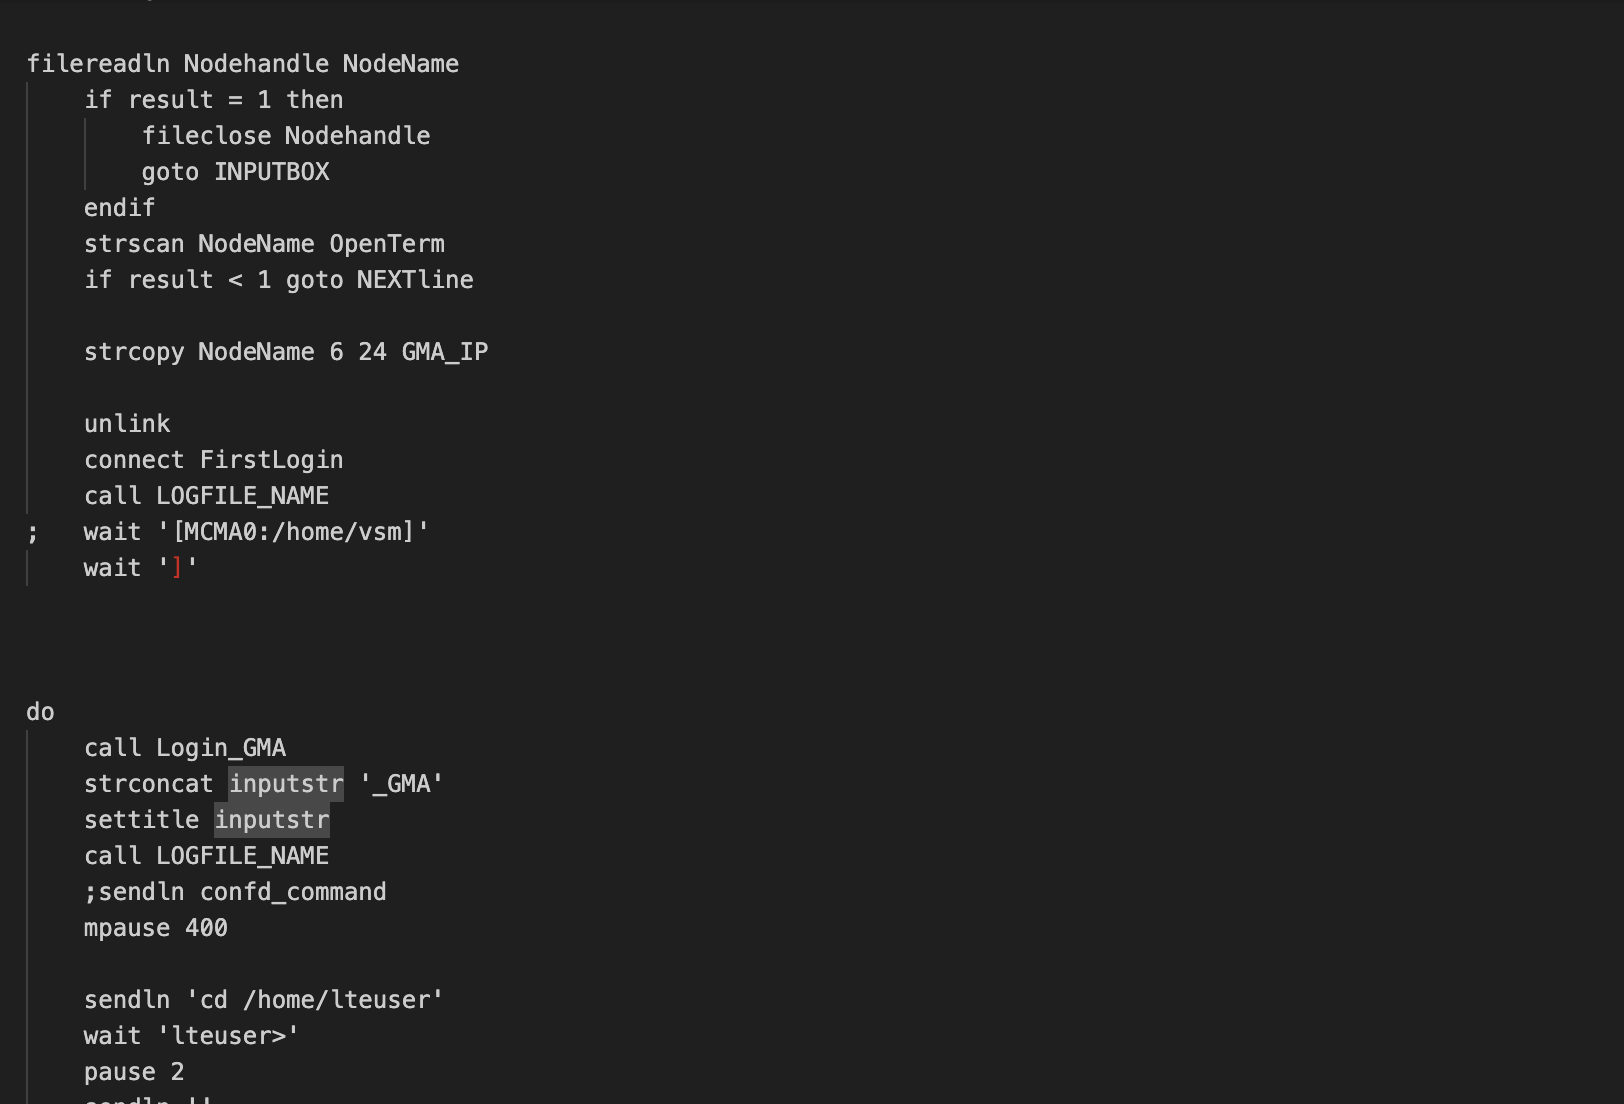 filereadln Nodehandle NodeName
if result = 1 then
fileclose Nodehandle
goto INPUTBOX
endif
strscan NodeName OpenTerm
if result < 1 goto NEXTline
strcopy NodeName 6 24 GMA_IP
unlink
connect FirstLogin
call LOGFILE_NAME
; wait '[MCMA0:/home/vsm]'
wait ']'
do
call Login_GMA
strconcat inputstr '_GMA'
settitle inputstr
call LOGFILE_NAME
;sendln confd_command
mpause 400
sendln 'cd /home/lteuser'
wait 'lteuser>'
pause 2
sendln ''